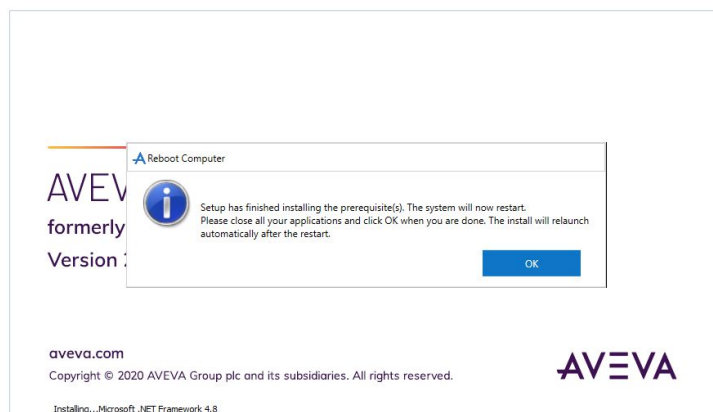 Reboot Computer
AVEV
formerly
Version
Setup has finished installing the prerequisite(s). The system will now restart.
Please close all your applications and click OK when you are done. The install will relaunch
automatically after the restart.
OK
aveva.com
Copyright © 2020 AVEVA Group plc and its subsidiaries. All rights reserved.
AVEVA
Installing...Microsoft .NET Framework 4.8